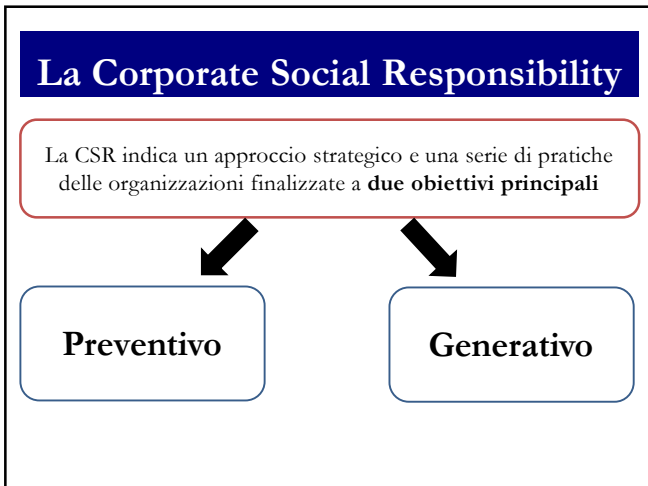 La Corporate Social Responsibility
La CSR indica un approccio strategico e una serie di pratiche
delle organizzazioni finalizzate a due obiettivi principali
Preventivo
Generativo